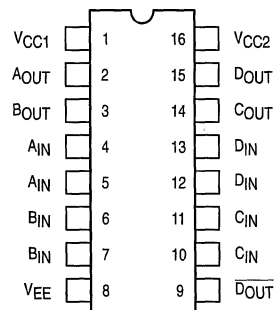 VCC1 1 16 VCC2
AOUT 2 15 DOUT
BOUT 3 14 COUT
AIN 4 13 DIN
AIN 5 12 DIN
BIN 6 11 CIN
BIN 7 10 CIN
VEE 8 9 D̅O̅U̅T̅